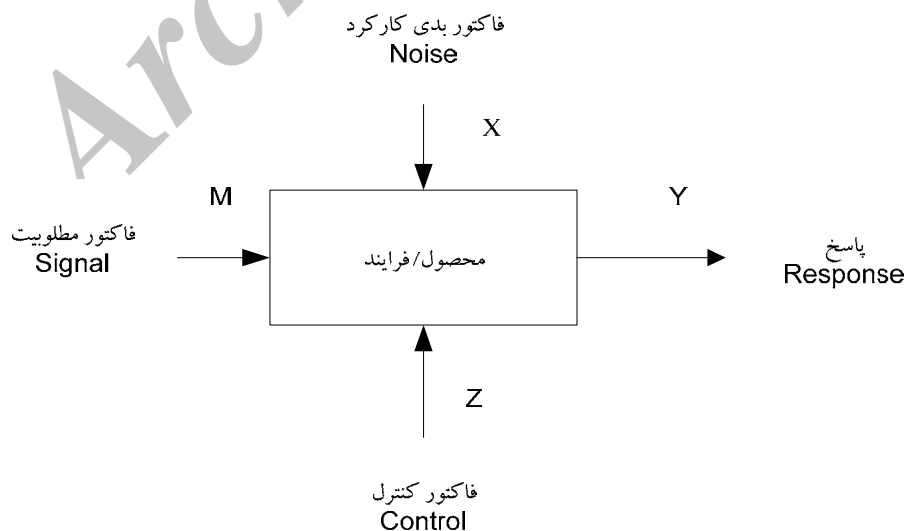 فاکتور بدی کارکرد
Noise
X
M
Y
فاکتور مطلوبیت
Signal
محصول/فرایند
پاسخ
Response
Z
فاکتور کنترل
Control